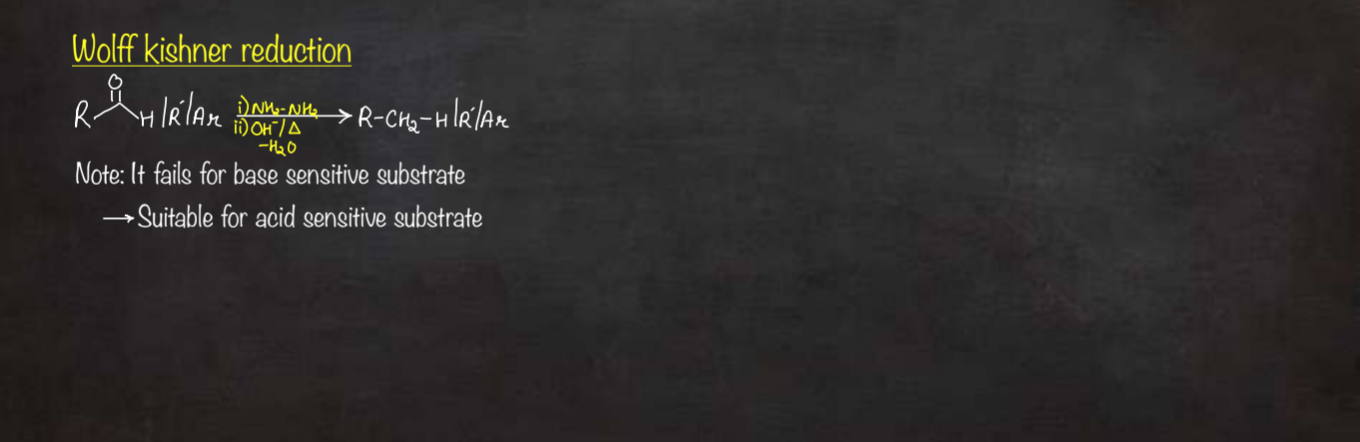 Wolff kishner reduction
O
R H/R'/Ar i) NH₂-NH₂ → R-CH₂-H/R'/Ar
ii) OH⁻/Δ
-H₂O
Note: It fails for base sensitive substrate
→ Suitable for acid sensitive substrate